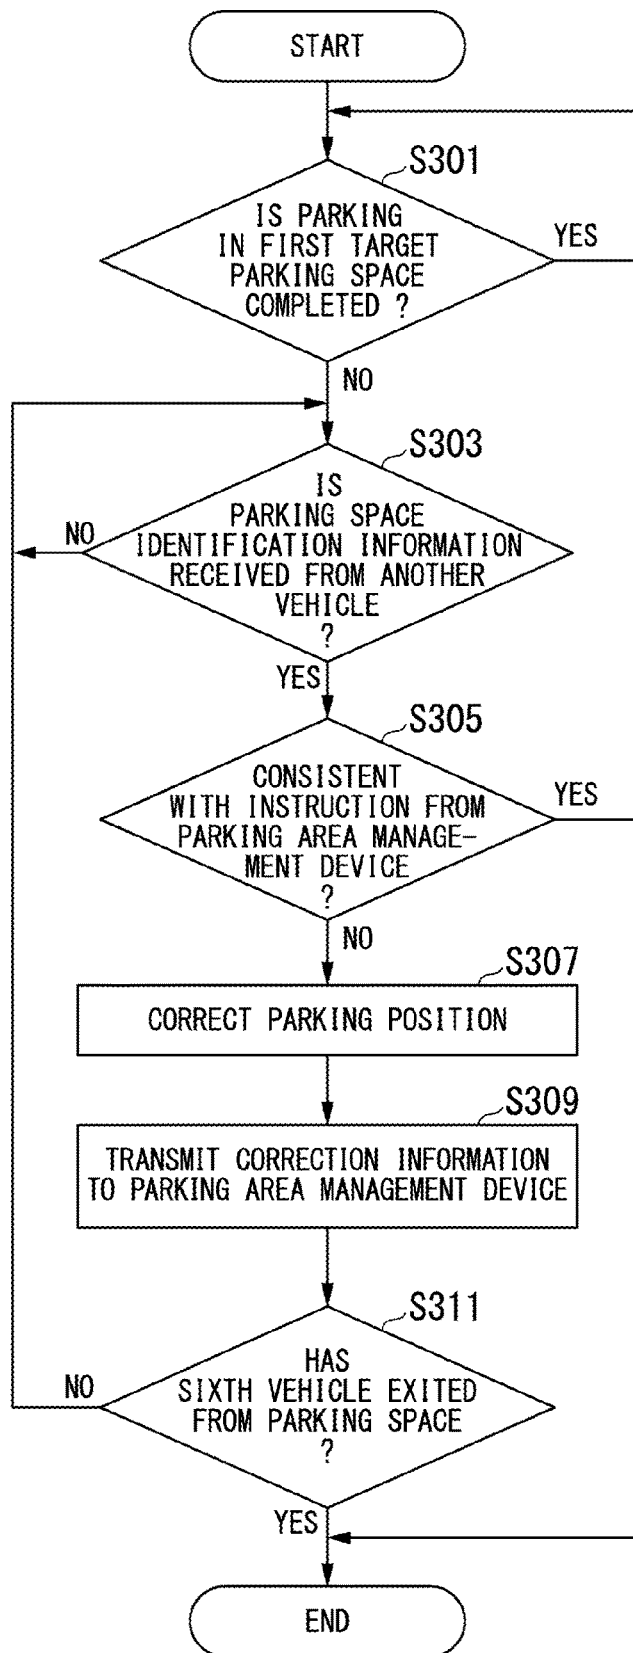 START
S301
IS PARKING
IN FIRST TARGET
PARKING SPACE
COMPLETED ?
YES
NO
S303
IS
PARKING SPACE
IDENTIFICATION INFORMATION
RECEIVED FROM ANOTHER
VEHICLE
?
NO
YES
S305
CONSISTENT
WITH INSTRUCTION FROM
PARKING AREA MANAGE-
MENT DEVICE
?
YES
NO
S307
CORRECT PARKING POSITION
S309
TRANSMIT CORRECTION INFORMATION
TO PARKING AREA MANAGEMENT DEVICE
S311
HAS
SIXTH VEHICLE EXITED
FROM PARKING SPACE
?
NO
YES
END